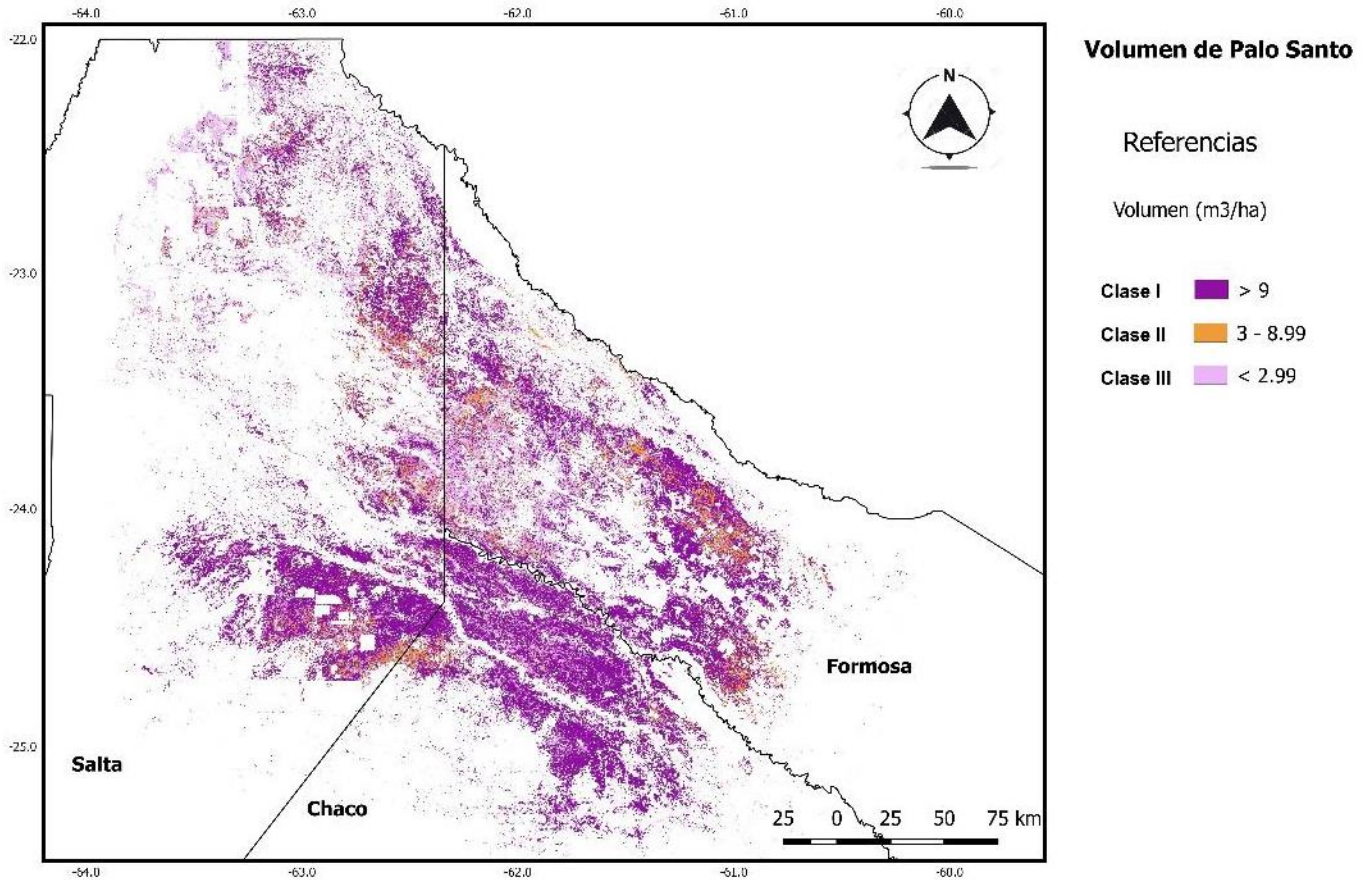 -64.0 -63.0 -62.0 -61.0 -60.0
-22.0
-23.0
-24.0
-25.0
N
Formosa
Salta
Chaco
25 0 25 50 75 km
-64.0 -63.0 -62.0 -61.0 -60.0
Volumen de Palo Santo
Referencias
Volumen (m3/ha)
Clase I > 9
Clase II 3 - 8.99
Clase III < 2.99